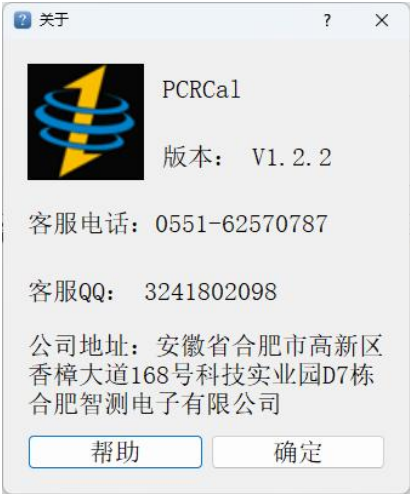 关于
PCRCal
版本： V1.2.2
客服电话：0551-62570787
客服QQ： 3241802098
公司地址：安徽省合肥市高新区
香樟大道168号科技实业园D7栋
合肥智测电子有限公司
帮助 确定